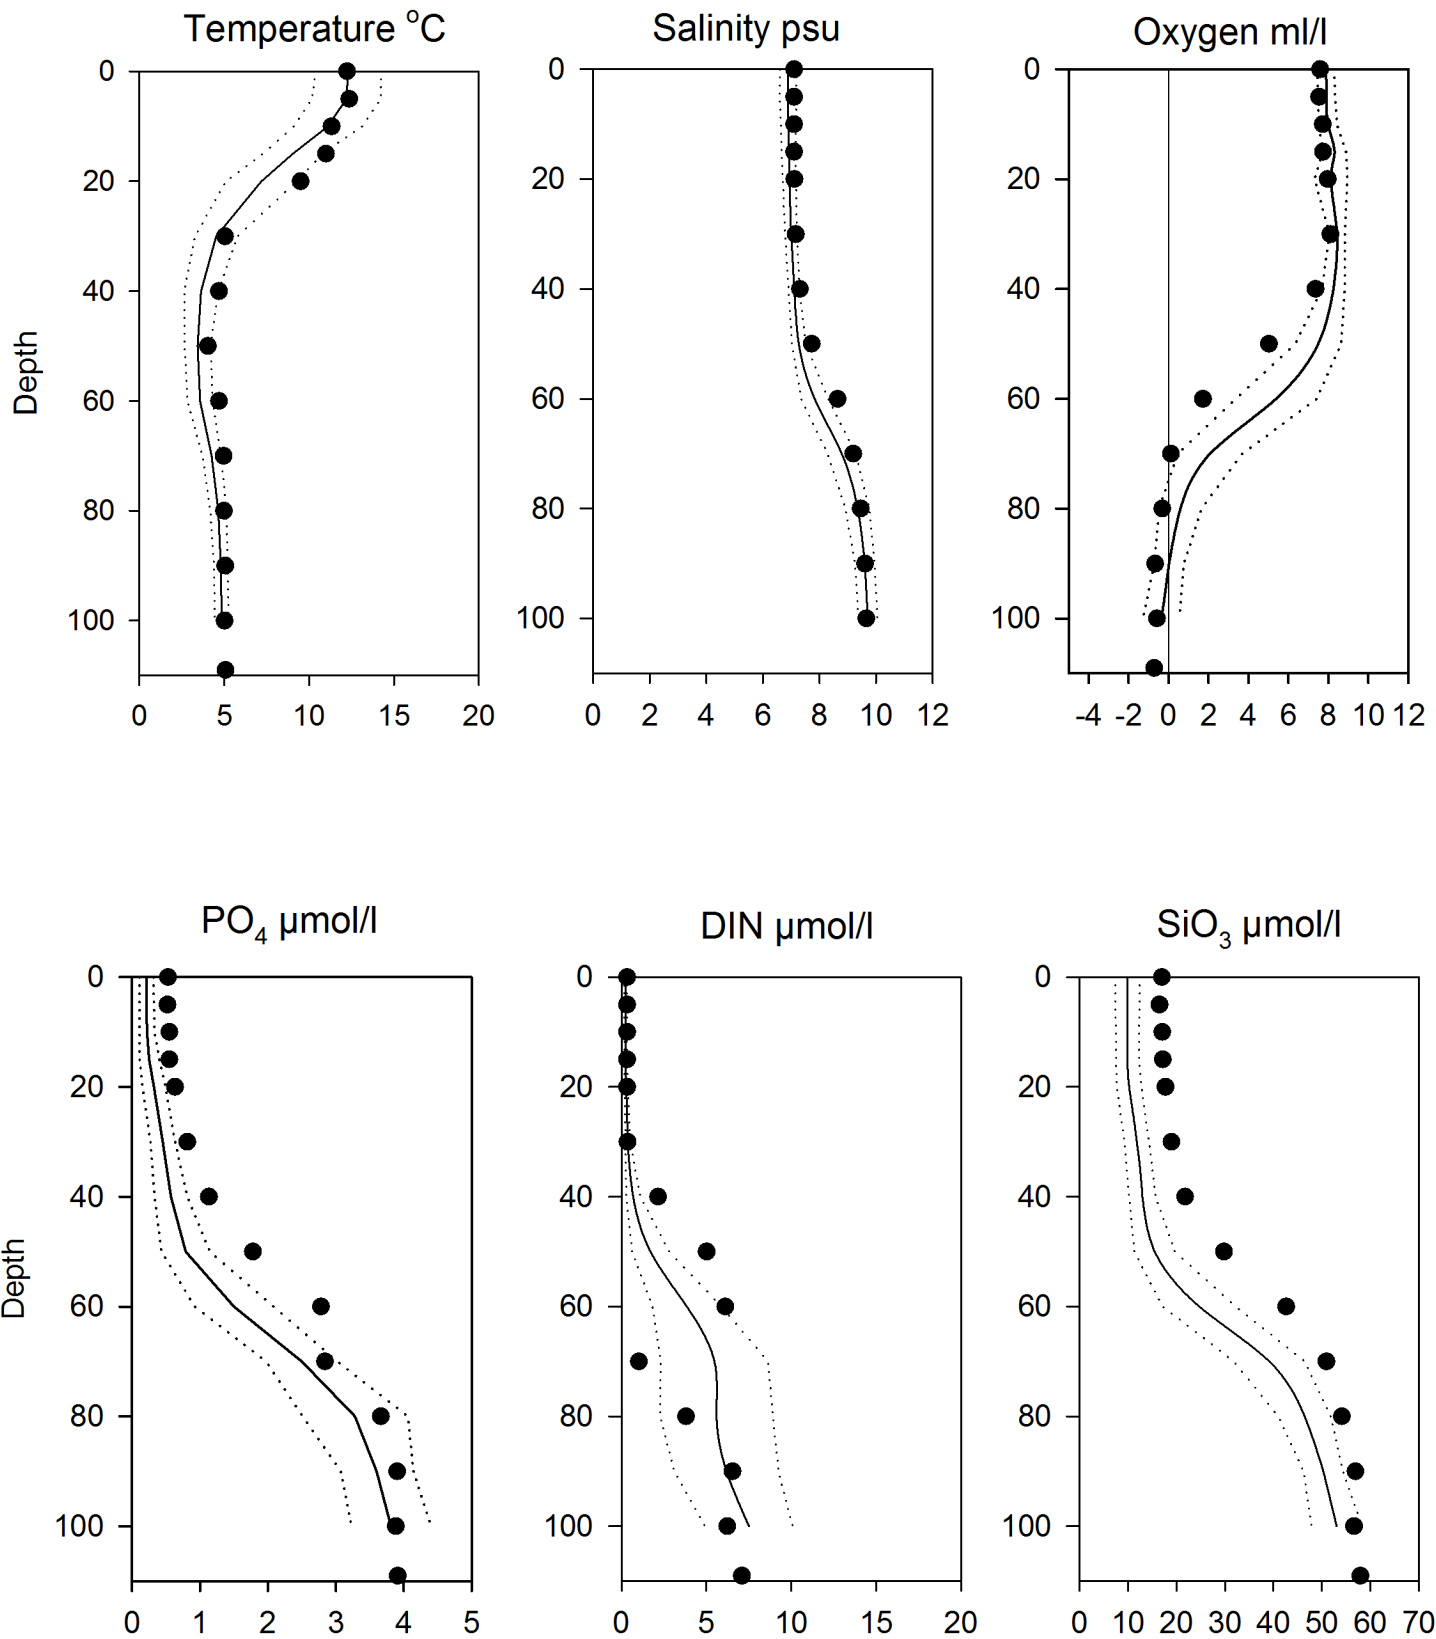 Temperature °C Salinity psu Oxygen ml/l
0 0 0
20 20 20
40 40 40
Depth
60 60 60
80 80 80
100 100 100
0 5 10 15 20 0 2 4 6 8 10 12 -4 -2 0 2 4 6 8 10 12
PO4 µmol/l DIN µmol/l SiO3 µmol/l
0 0 0
20 20 20
40 40 40
Depth
60 60 60
80 80 80
100 100 100
0 1 2 3 4 5 0 5 10 15 20 0 10 20 30 40 50 60 70